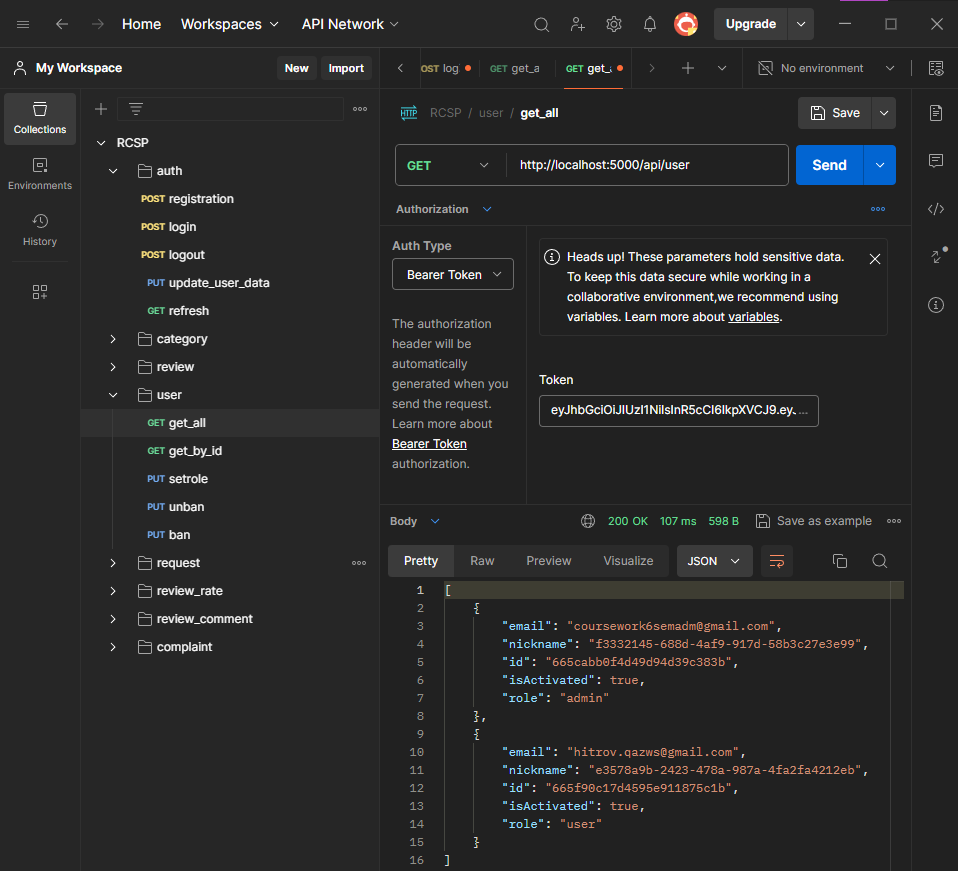 Home
Workspaces
API Network
Upgrade
My Workspace
New
Import
OST log
GET get_a
GET get_a
No environment
Collections
Environments
History
RCSP
auth
POST registration
POST login
POST logout
PUT update_user_data
GET refresh
category
review
user
GET get_all
GET get_by_id
PUT setrole
PUT unban
PUT ban
request
review_rate
review_comment
complaint
HTTP RCSP / user / get_all
Save
GET
http://localhost:5000/api/user
Send
Authorization
Auth Type
Bearer Token
The authorization
header will be
automatically
generated when you
send the request.
Learn more about
Bearer Token
authorization.
Heads up! These parameters hold sensitive data.
To keep this data secure while working in a
collaborative environment,we recommend using
variables. Learn more about variables.
Token
eyJhbGciOiJIUzI1NiIsInR5cCI6IkpXVCJ9.eyJ...
Body
200 OK
107 ms
598 B
Save as example
Pretty
Raw
Preview
Visualize
JSON
1 [
2 {
3 "email": "coursework6semadm@gmail.com",
4 "nickname": "f3332145-688d-4af9-917d-58b3c27e3e99",
5 "id": "665cabb0f4d49d94d39c383b",
6 "isActivated": true,
7 "role": "admin"
8 },
9 {
10 "email": "hitrov.qazws@gmail.com",
11 "nickname": "e3578a9b-2423-478a-987a-4fa2fa4212eb",
12 "id": "665f90c17d4595e911875c1b",
13 "isActivated": true,
14 "role": "user"
15 }
16 ]